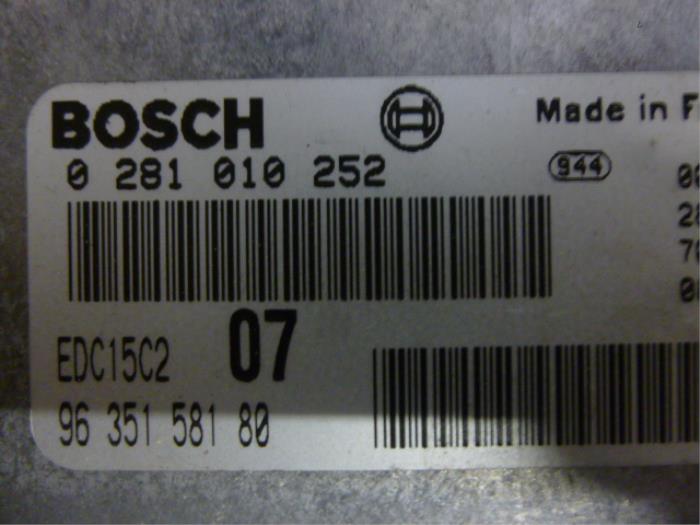 BOSCH Made in F
0 281 010 252 944
EDC15C2 07
96 351 581 80